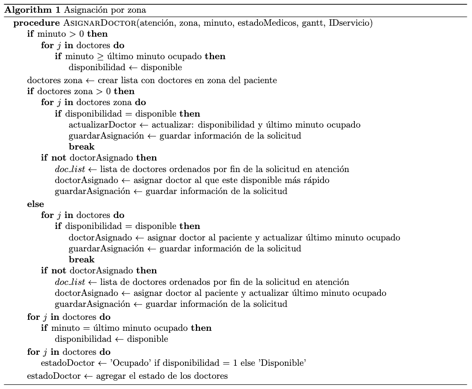 Algorithm 1 Asignación por zona
procedure AsignarDoctor(atención, zona, minuto, estadoMedicos, gantt, IDservicio)
if minuto > 0 then
for j in doctores do
if minuto ≥ último minuto ocupado then
disponibilidad ← disponible
doctores zona ← crear lista con doctores en zona del paciente
if doctores zona > 0 then
for j in doctores zona do
if disponibilidad = disponible then
actualizarDoctor ← actualizar: disponibilidad y último minuto ocupado
guardarAsignación ← guardar información de la solicitud
break
if not doctorAsignado then
doc.list ← lista de doctores ordenados por fin de la solicitud en atención
doctorAsignado ← asignar doctor al que este disponible más rápido
guardarAsignación ← guardar información de la solicitud
else
for j in doctores do
if disponibilidad = disponible then
doctorAsignado ← asignar doctor al paciente y actualizar último minuto ocupado
guardarAsignación ← guardar información de la solicitud
break
if not doctorAsignado then
doc.list ← lista de doctores ordenados por fin de la solicitud en atención
doctorAsignado ← asignar doctor al paciente y actualizar último minuto ocupado
guardarAsignación ← guardar información de la solicitud
for j in doctores do
if minuto = último minuto ocupado then
disponibilidad ← disponible
for j in doctores do
estadoDoctor ← 'Ocupado' if disponibilidad = 1 else 'Disponible'
estadoDoctor ← agregar el estado de los doctores